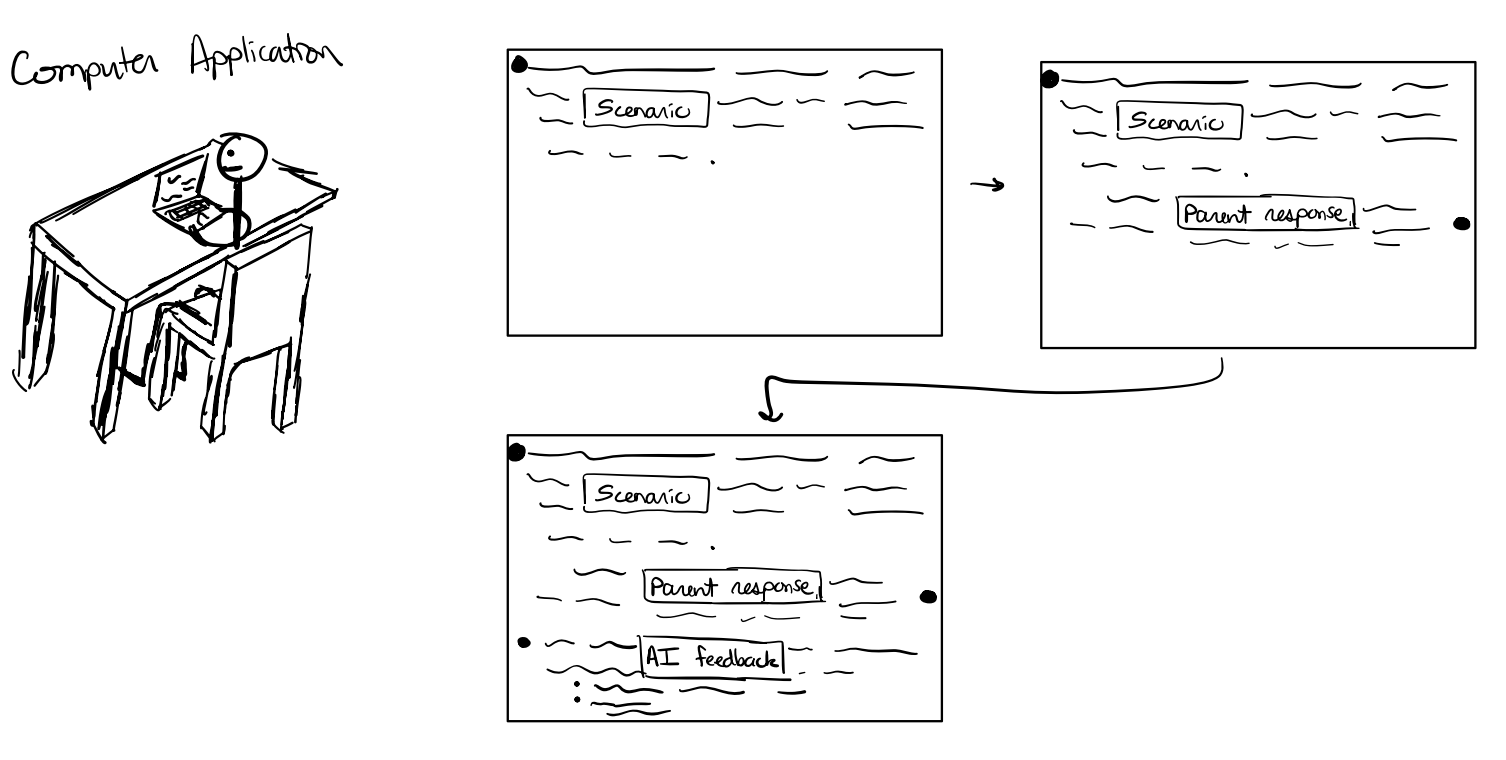 Computer Application
Scenario
Scenario
Parent response
Scenario
Parent response
AI feedback